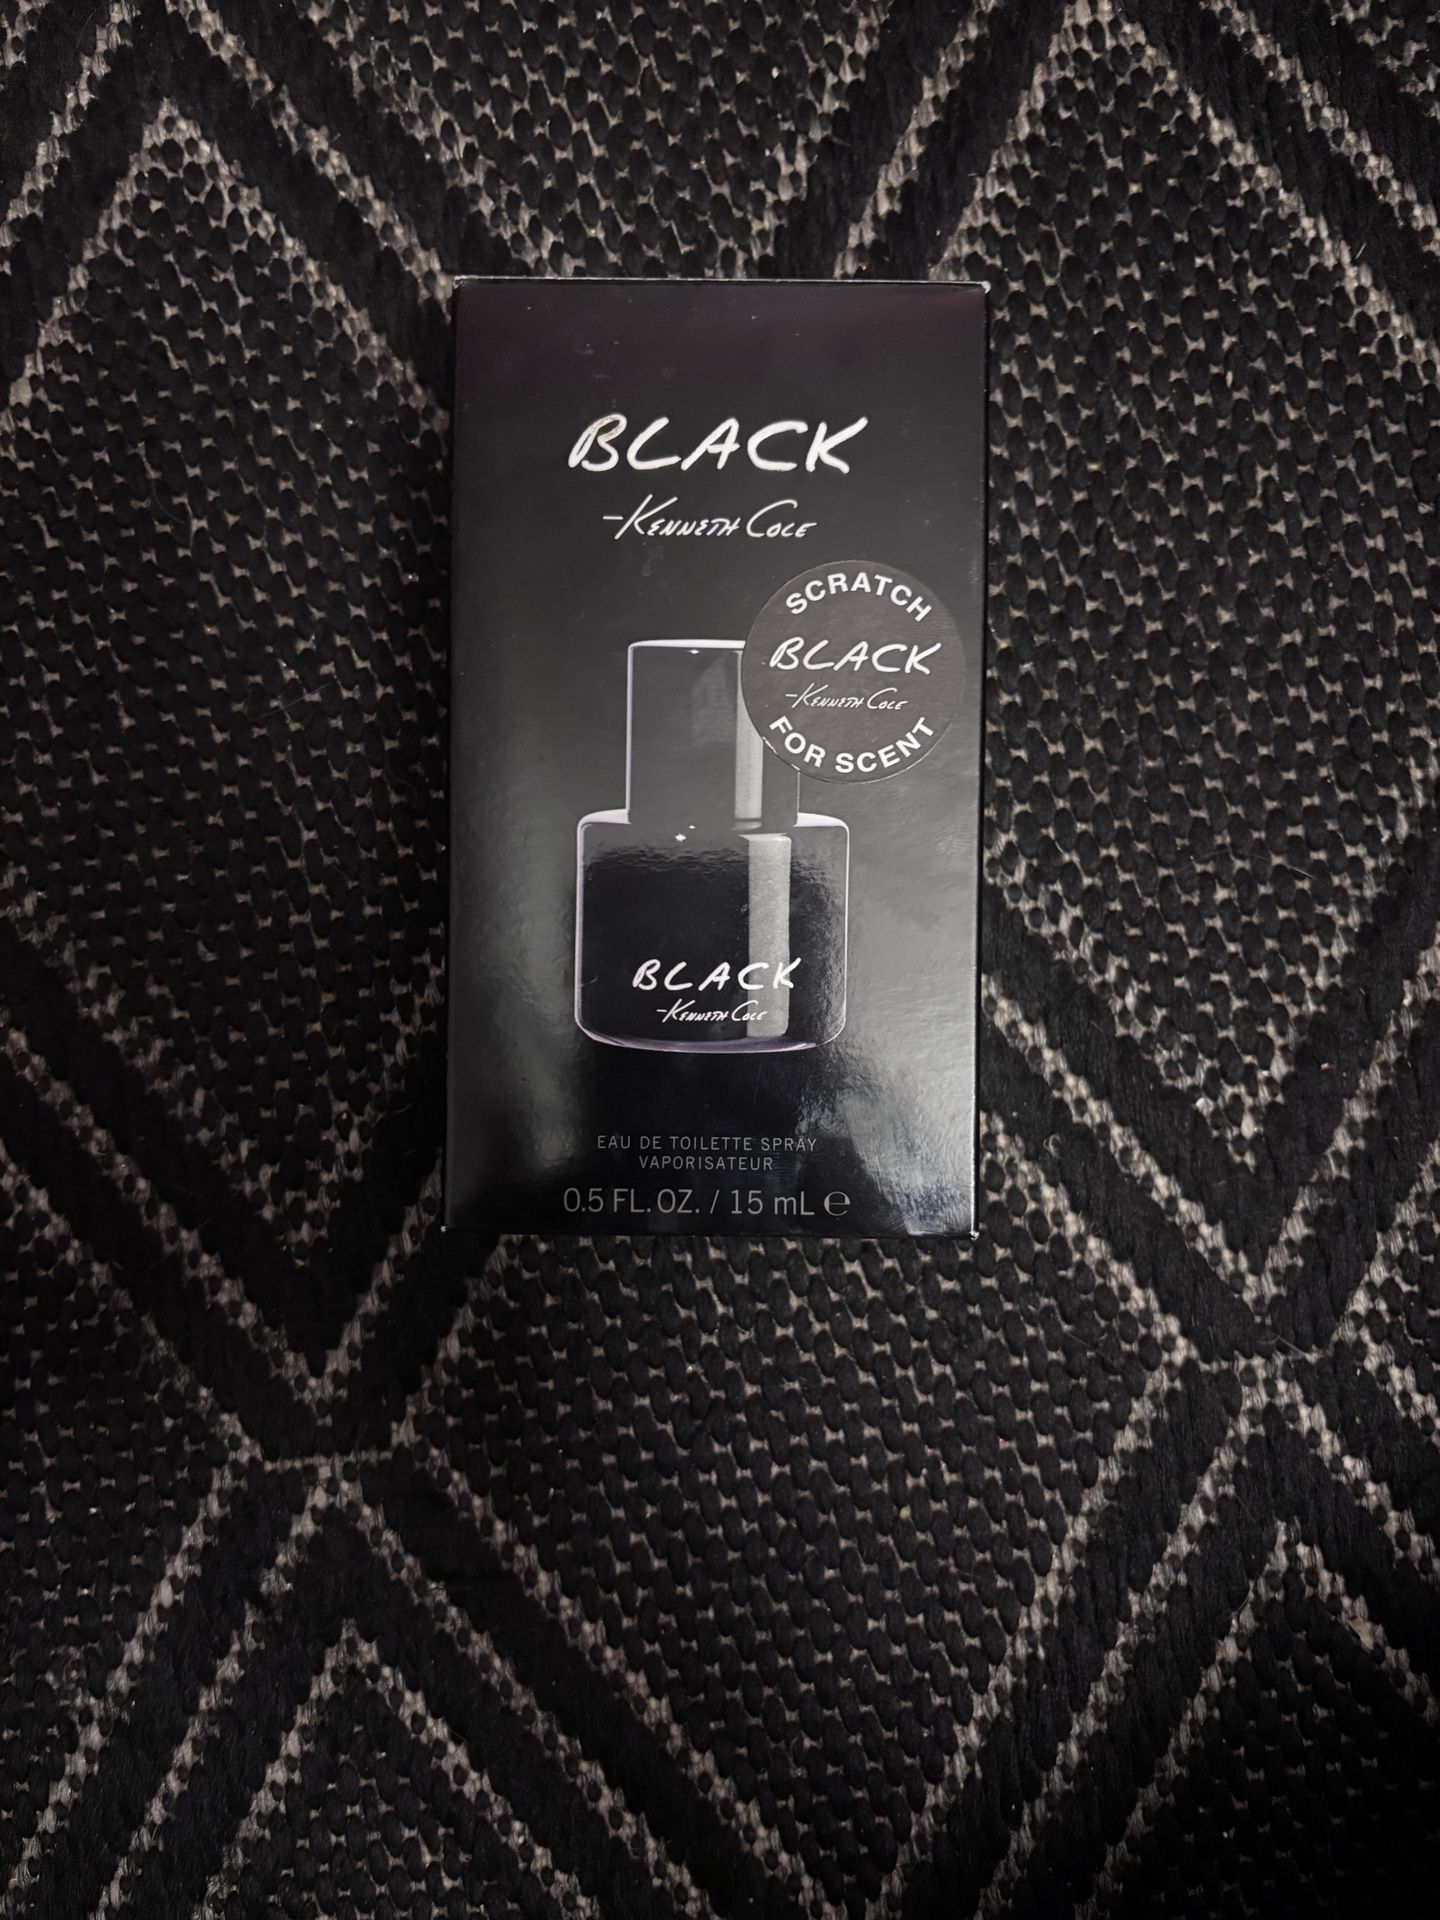 BLACK
-KENNETH COLE
SCRATCH
BLACK
-KENNETH COLE
FOR SCENT
BLACK
-KENNETH COLE
EAU DE TOILETTE SPRAY
VAPORISATEUR
0.5 FL. OZ. / 15 mL ℮